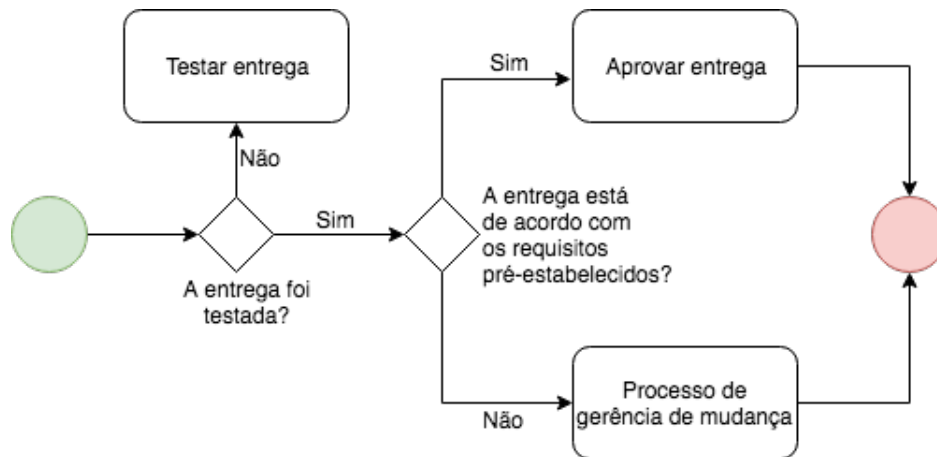 Testar entrega
Não
A entrega foi
testada?
Sim
Sim
Aprovar entrega
A entrega está
de acordo com
os requisitos
pré-estabelecidos?
Não
Processo de
gerência de mudança